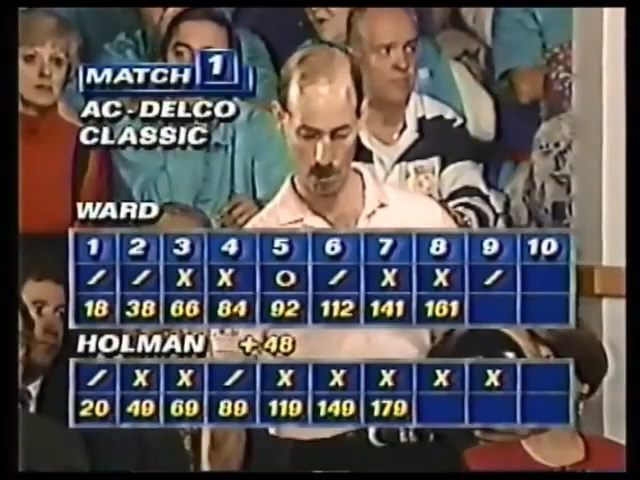 MATCH 1
AC-DELCO
CLASSIC
WARD
1 2 3 4 5 6 7 8 9 10
/ / X X O / X X /
18 38 66 84 92 112 141 161
HOLMAN +48
/ X X / X X X X X
20 49 69 89 119 149 179